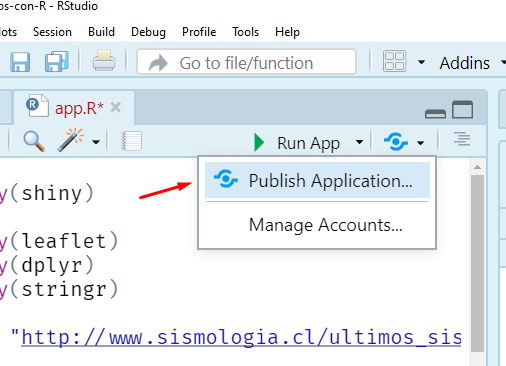 os-con-R - RStudio
lots Session Build Debug Profile Tools Help
Go to file/function Addins
app.R*
Run App
Publish Application...
Manage Accounts...
y(shiny)
y(leaflet)
y(dplyr)
y(stringr)
"http://www.sismologia.cl/ultimos_sis